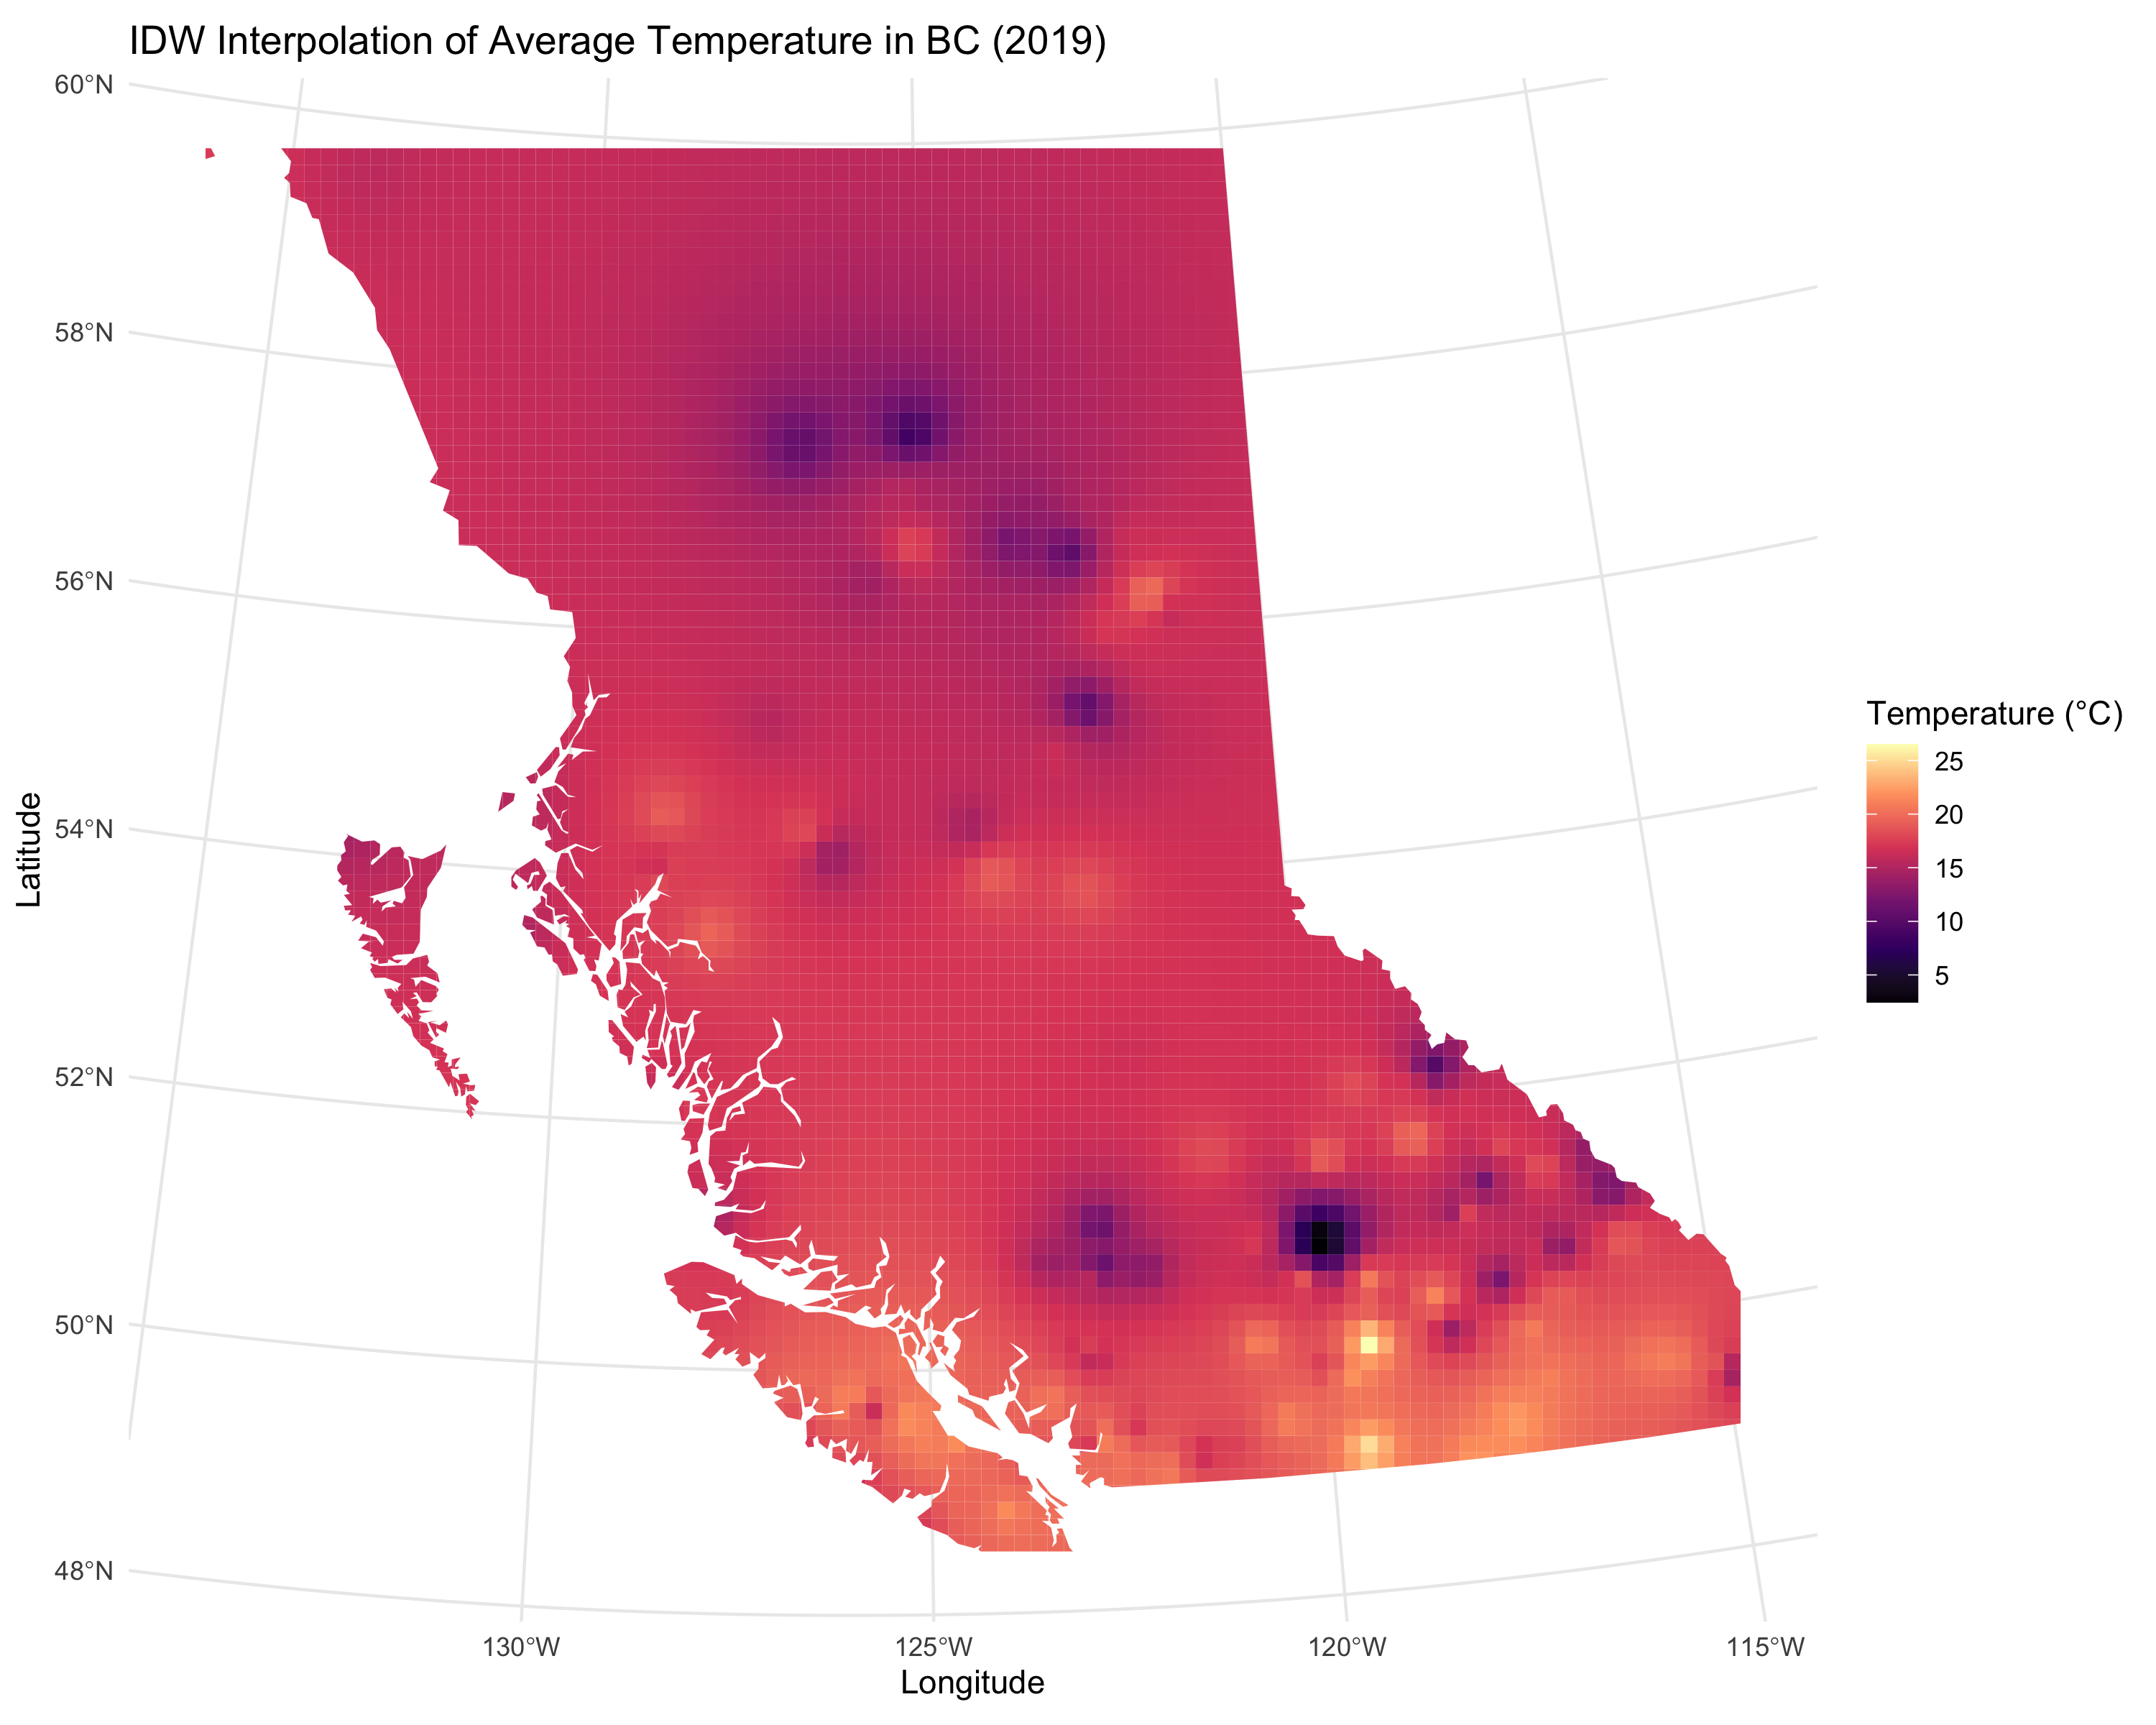 IDW Interpolation of Average Temperature in BC (2019)
60°N
58°N
56°N
54°N
52°N
50°N
48°N
Latitude
130°W
125°W
120°W
115°W
Longitude
Temperature (°C)
25
20
15
10
5